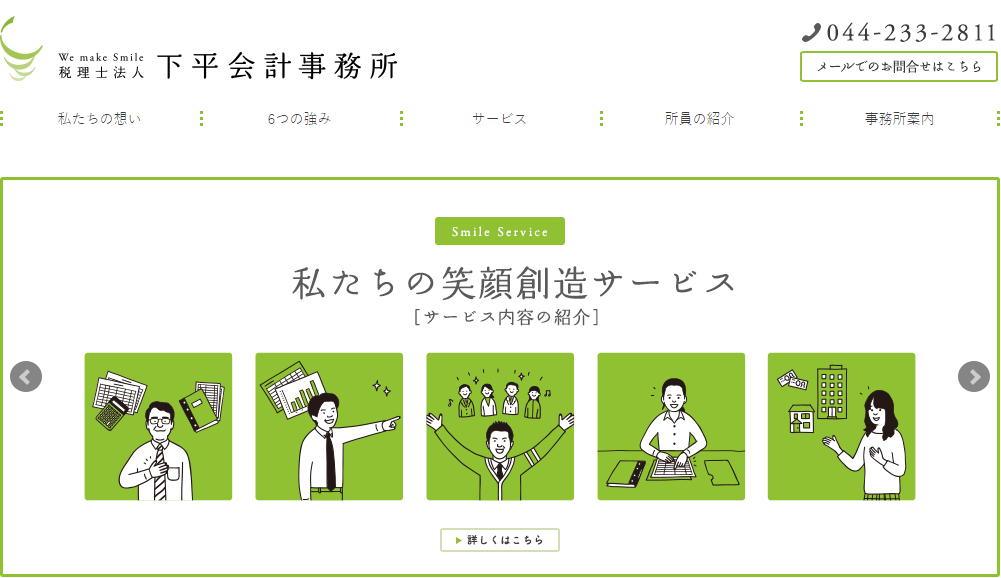 We make Smile
税理士法人
下平会計事務所
044-233-2811
メールでのお問合せはこちら
私たちの想い
6つの強み
サービス
所員の紹介
事務所案内
Smile Service
私たちの笑顔創造サービス
［サービス内容の紹介］
詳しくはこちら